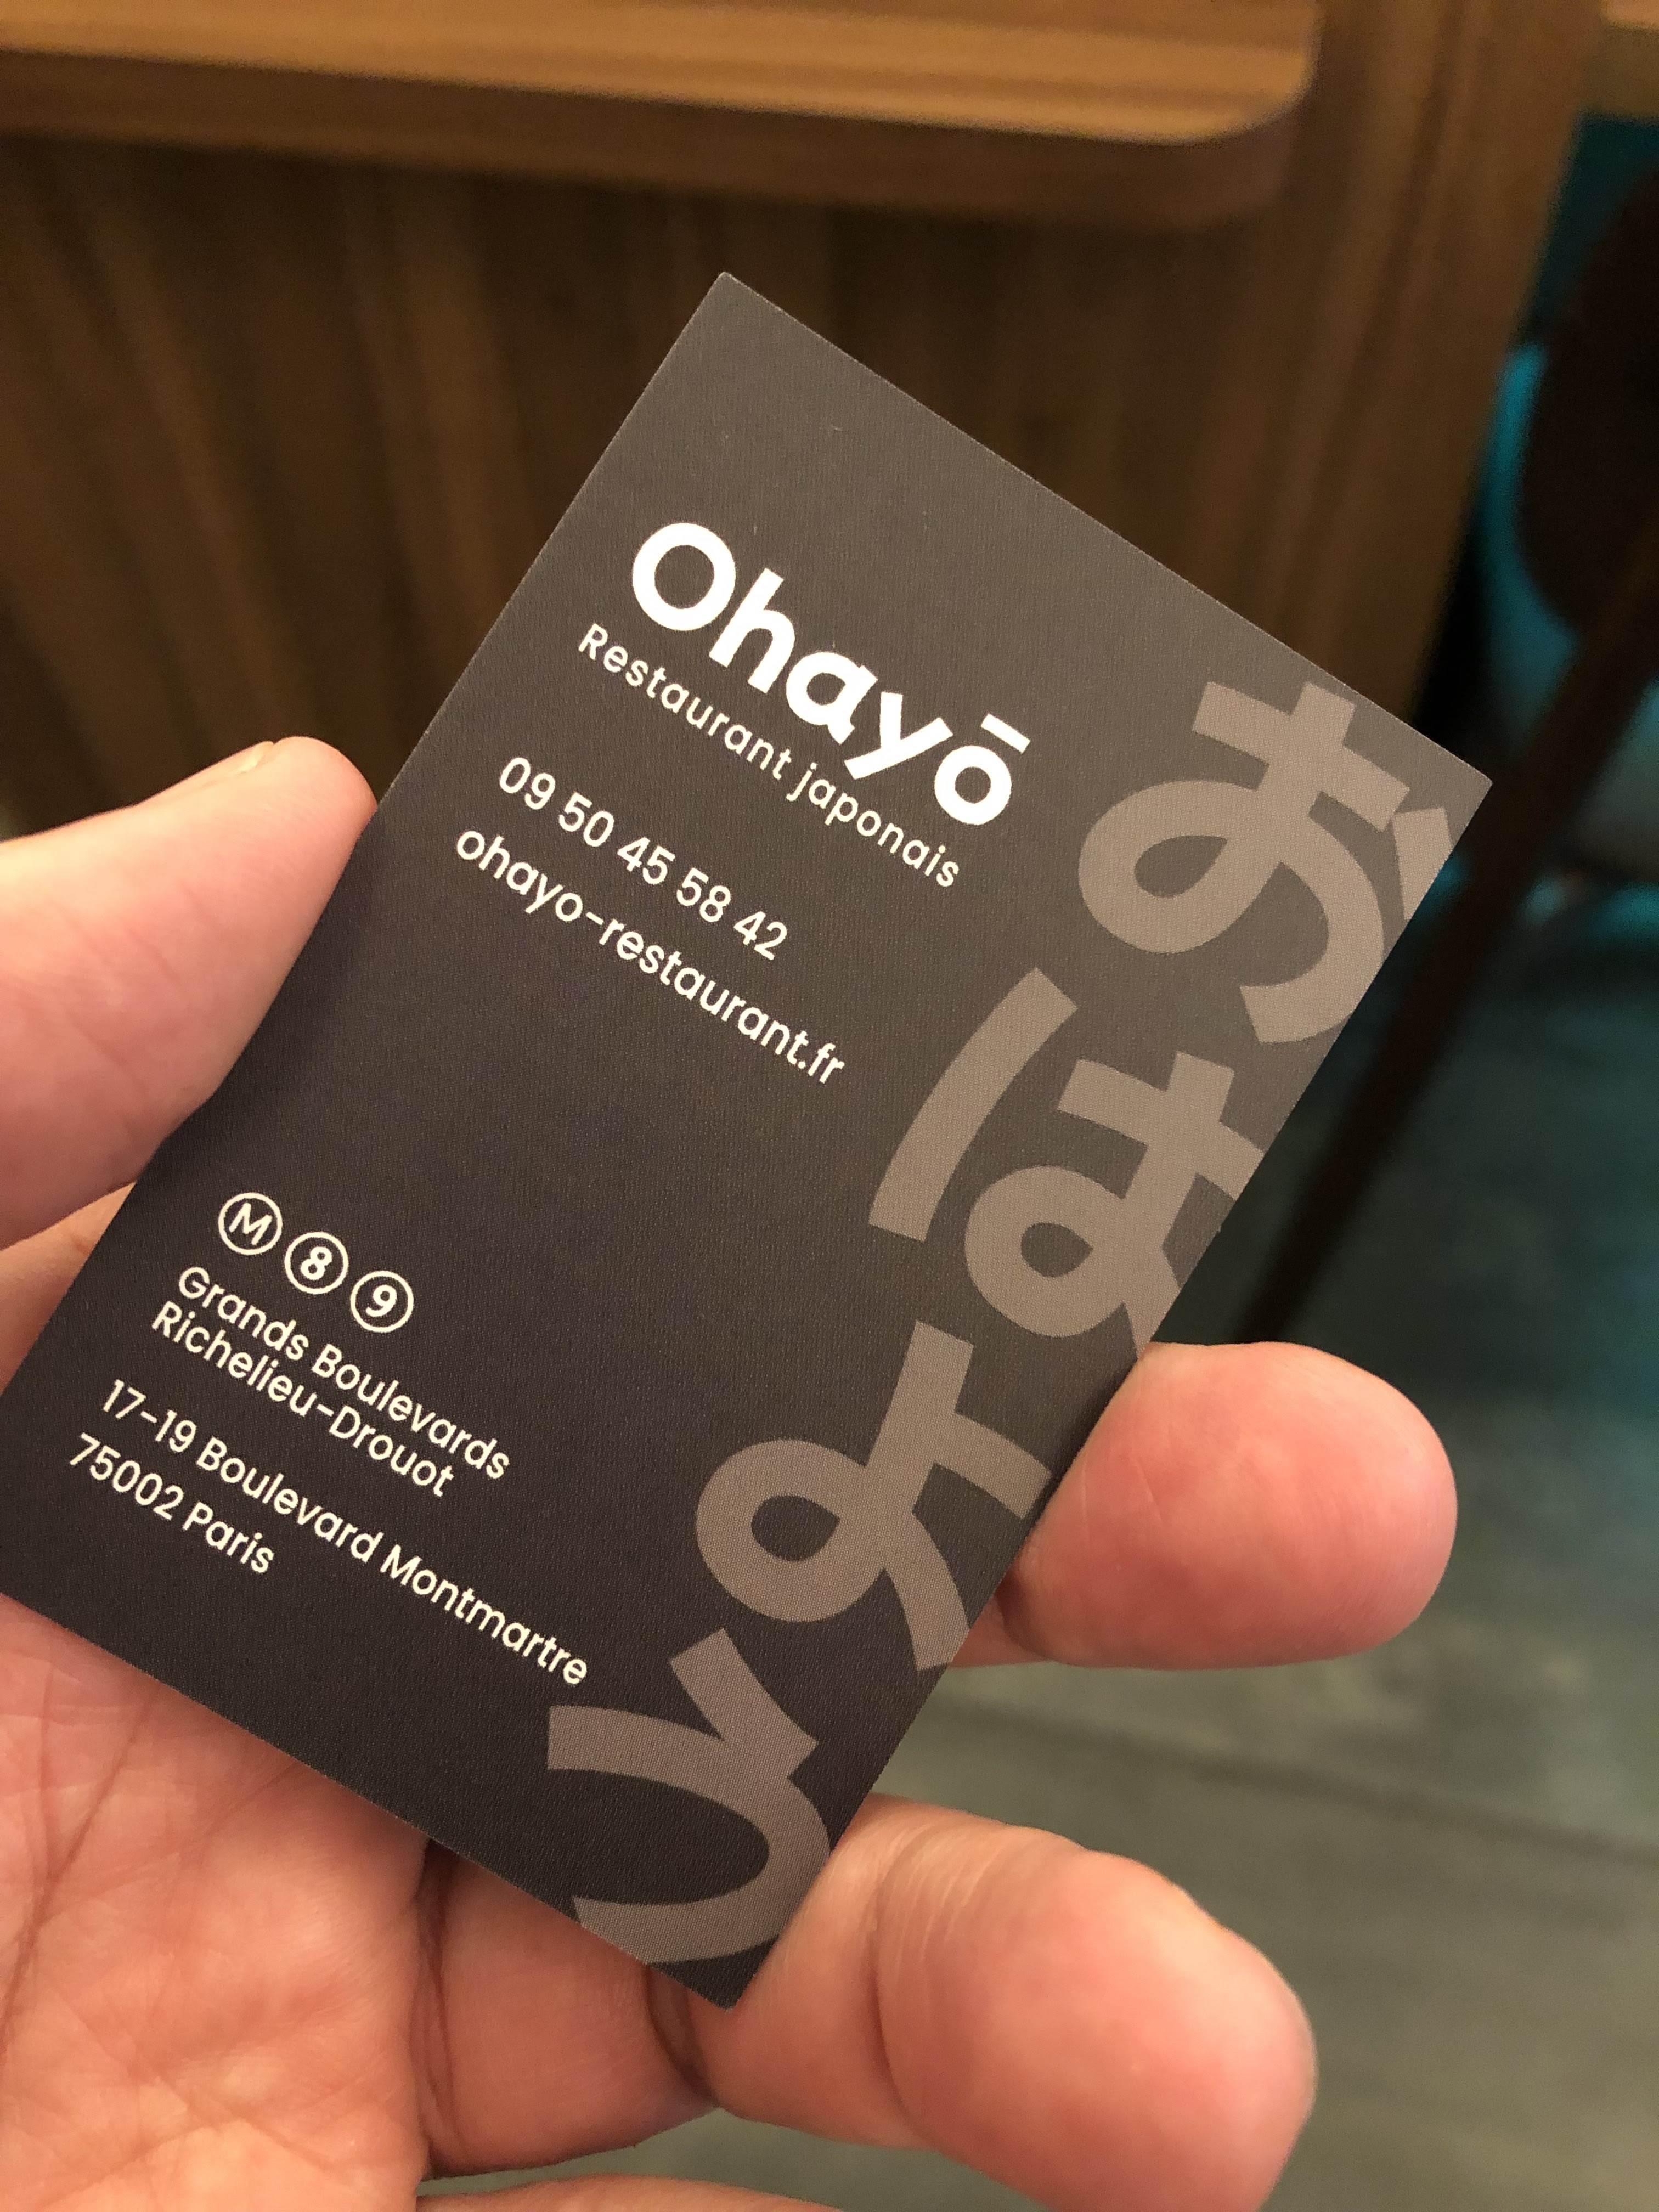 Ohayō
Restaurant japonais
09 50 45 58 42
ohayo-restaurant.fr
M 8 9
Grands Boulevards
Richelieu-Drouot
17-19 Boulevard Montmartre
75002 Paris
おはよう